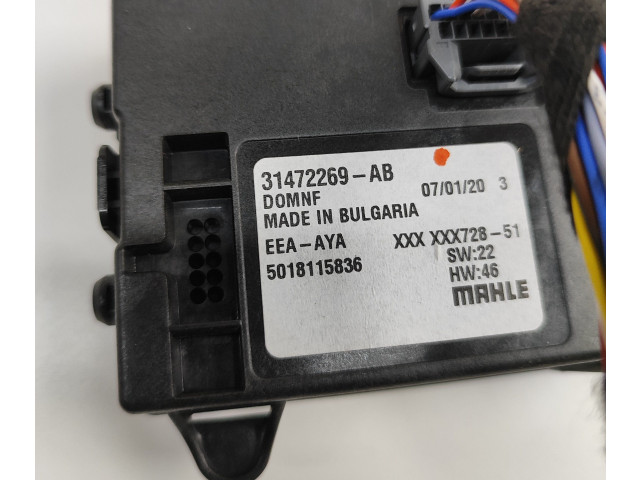 31472269-AB 07/01/20 3
DOMNF
MADE IN BULGARIA
EEA-AYA XXX XXX728-51
5018115836 SW:22
HW:46
MAHLE